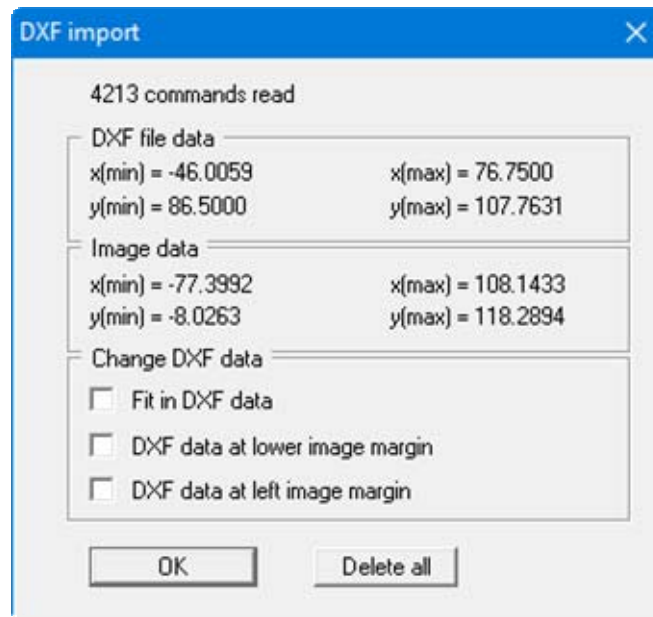 DXF import
4213 commands read
DXF file data
x(min) = -46.0059 x(max) = 76.7500
y(min) = 86.5000 y(max) = 107.7631
Image data
x(min) = -77.3992 x(max) = 108.1433
y(min) = -8.0263 y(max) = 118.2894
Change DXF data
Fit in DXF data
DXF data at lower image margin
DXF data at left image margin
OK Delete all